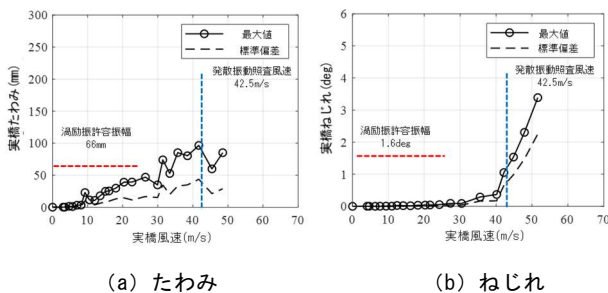 300
250
200
150
100
50
0
実橋たわみ(mm)
最大値
標準偏差
発散振動照査風速
42.5m/s
渦励振許容振幅
66mm
0 10 20 30 40 50 60 70
実橋風速(m/s)
(a) たわみ
6
5
4
3
2
1
0
実橋ねじれ(deg)
最大値
標準偏差
発散振動照査風速
42.5m/s
渦励振許容振幅
1.6deg
0 10 20 30 40 50 60 70
実橋風速(m/s)
(b) ねじれ